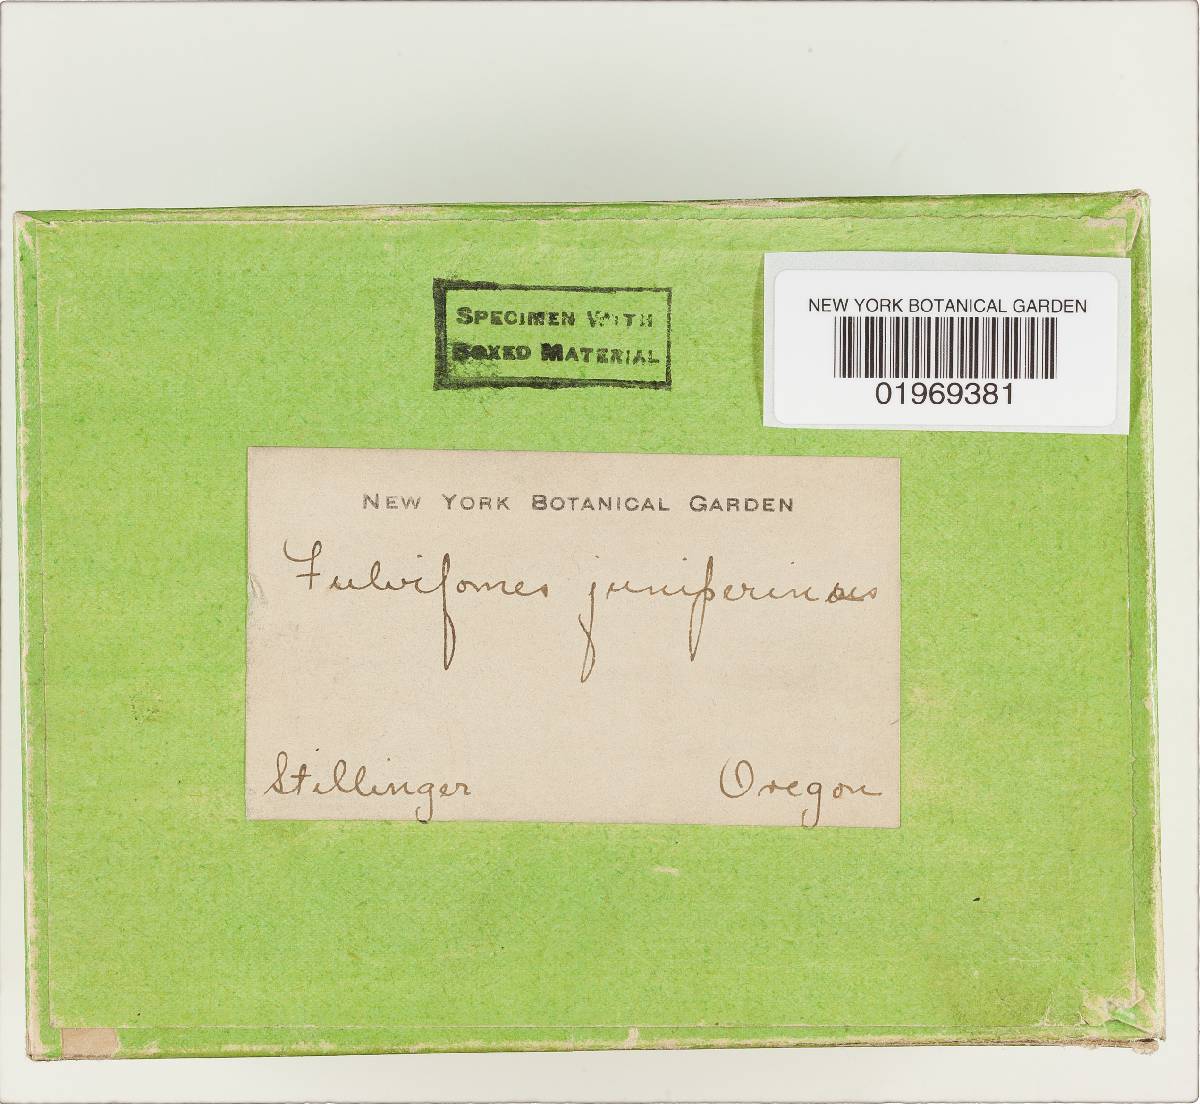 SPECIMEN WITH
BOXED MATERIAL
NEW YORK BOTANICAL GARDEN
01969381
NEW YORK BOTANICAL GARDEN
Fulvifomes juniperinus
Stillinger Oregon